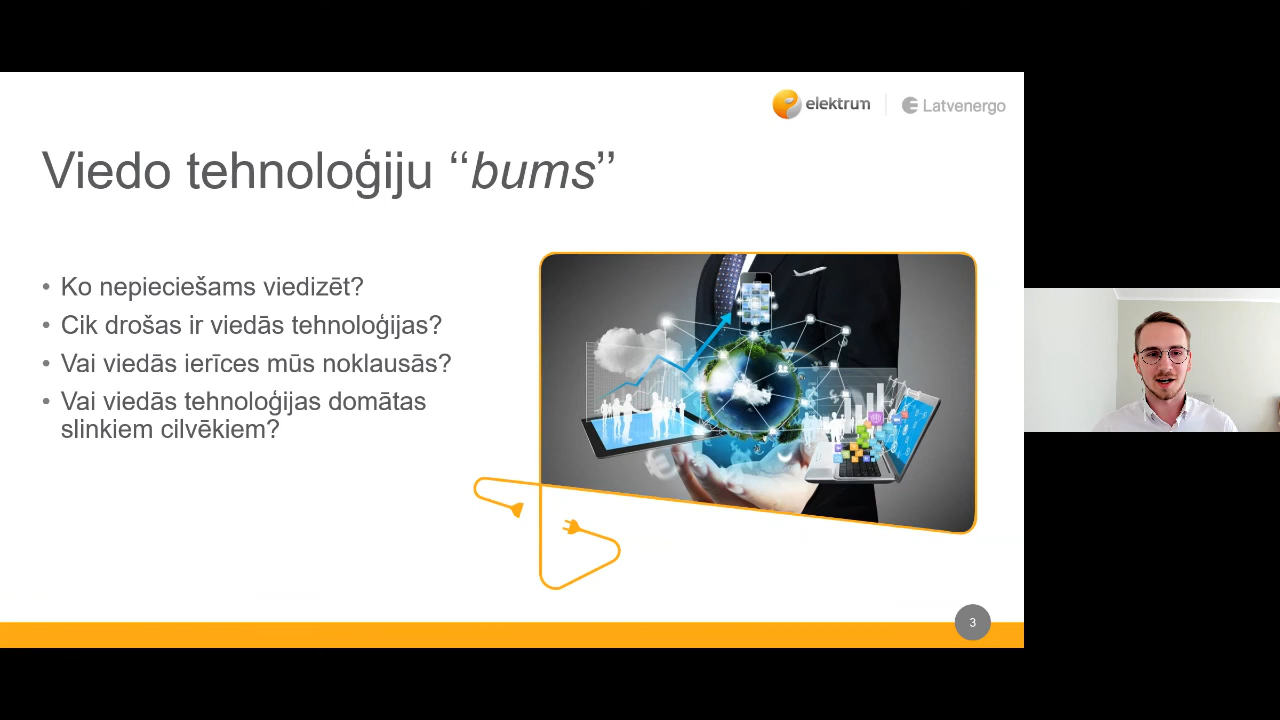 elektrum
Latvenergo
Viedo tehnoloģiju “bums”
• Ko nepieciešams viedizēt?
• Cik drošas ir viedās tehnoloģijas?
• Vai viedās ierīces mūs noklausās?
• Vai viedās tehnoloģijas domātas
slinkiem cilvēkiem?
3